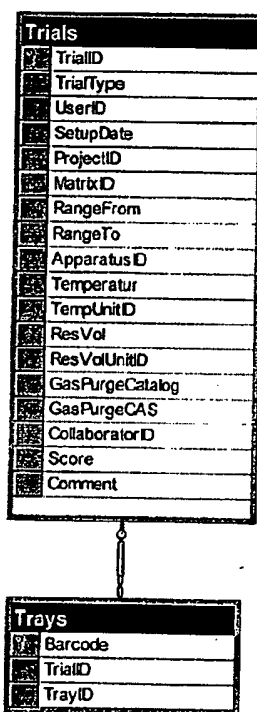 Trials
TrialID
TrialType
UserID
SetupDate
ProjectID
MatrixID
RangeFrom
RangeTo
ApparatusID
Temperatur
TempUnitID
ResVol
ResVolUnitID
GasPurgeCatalog
GasPurgeCAS
CollaboratorID
Score
Comment
Trays
Barcode
TrialID
TrayID